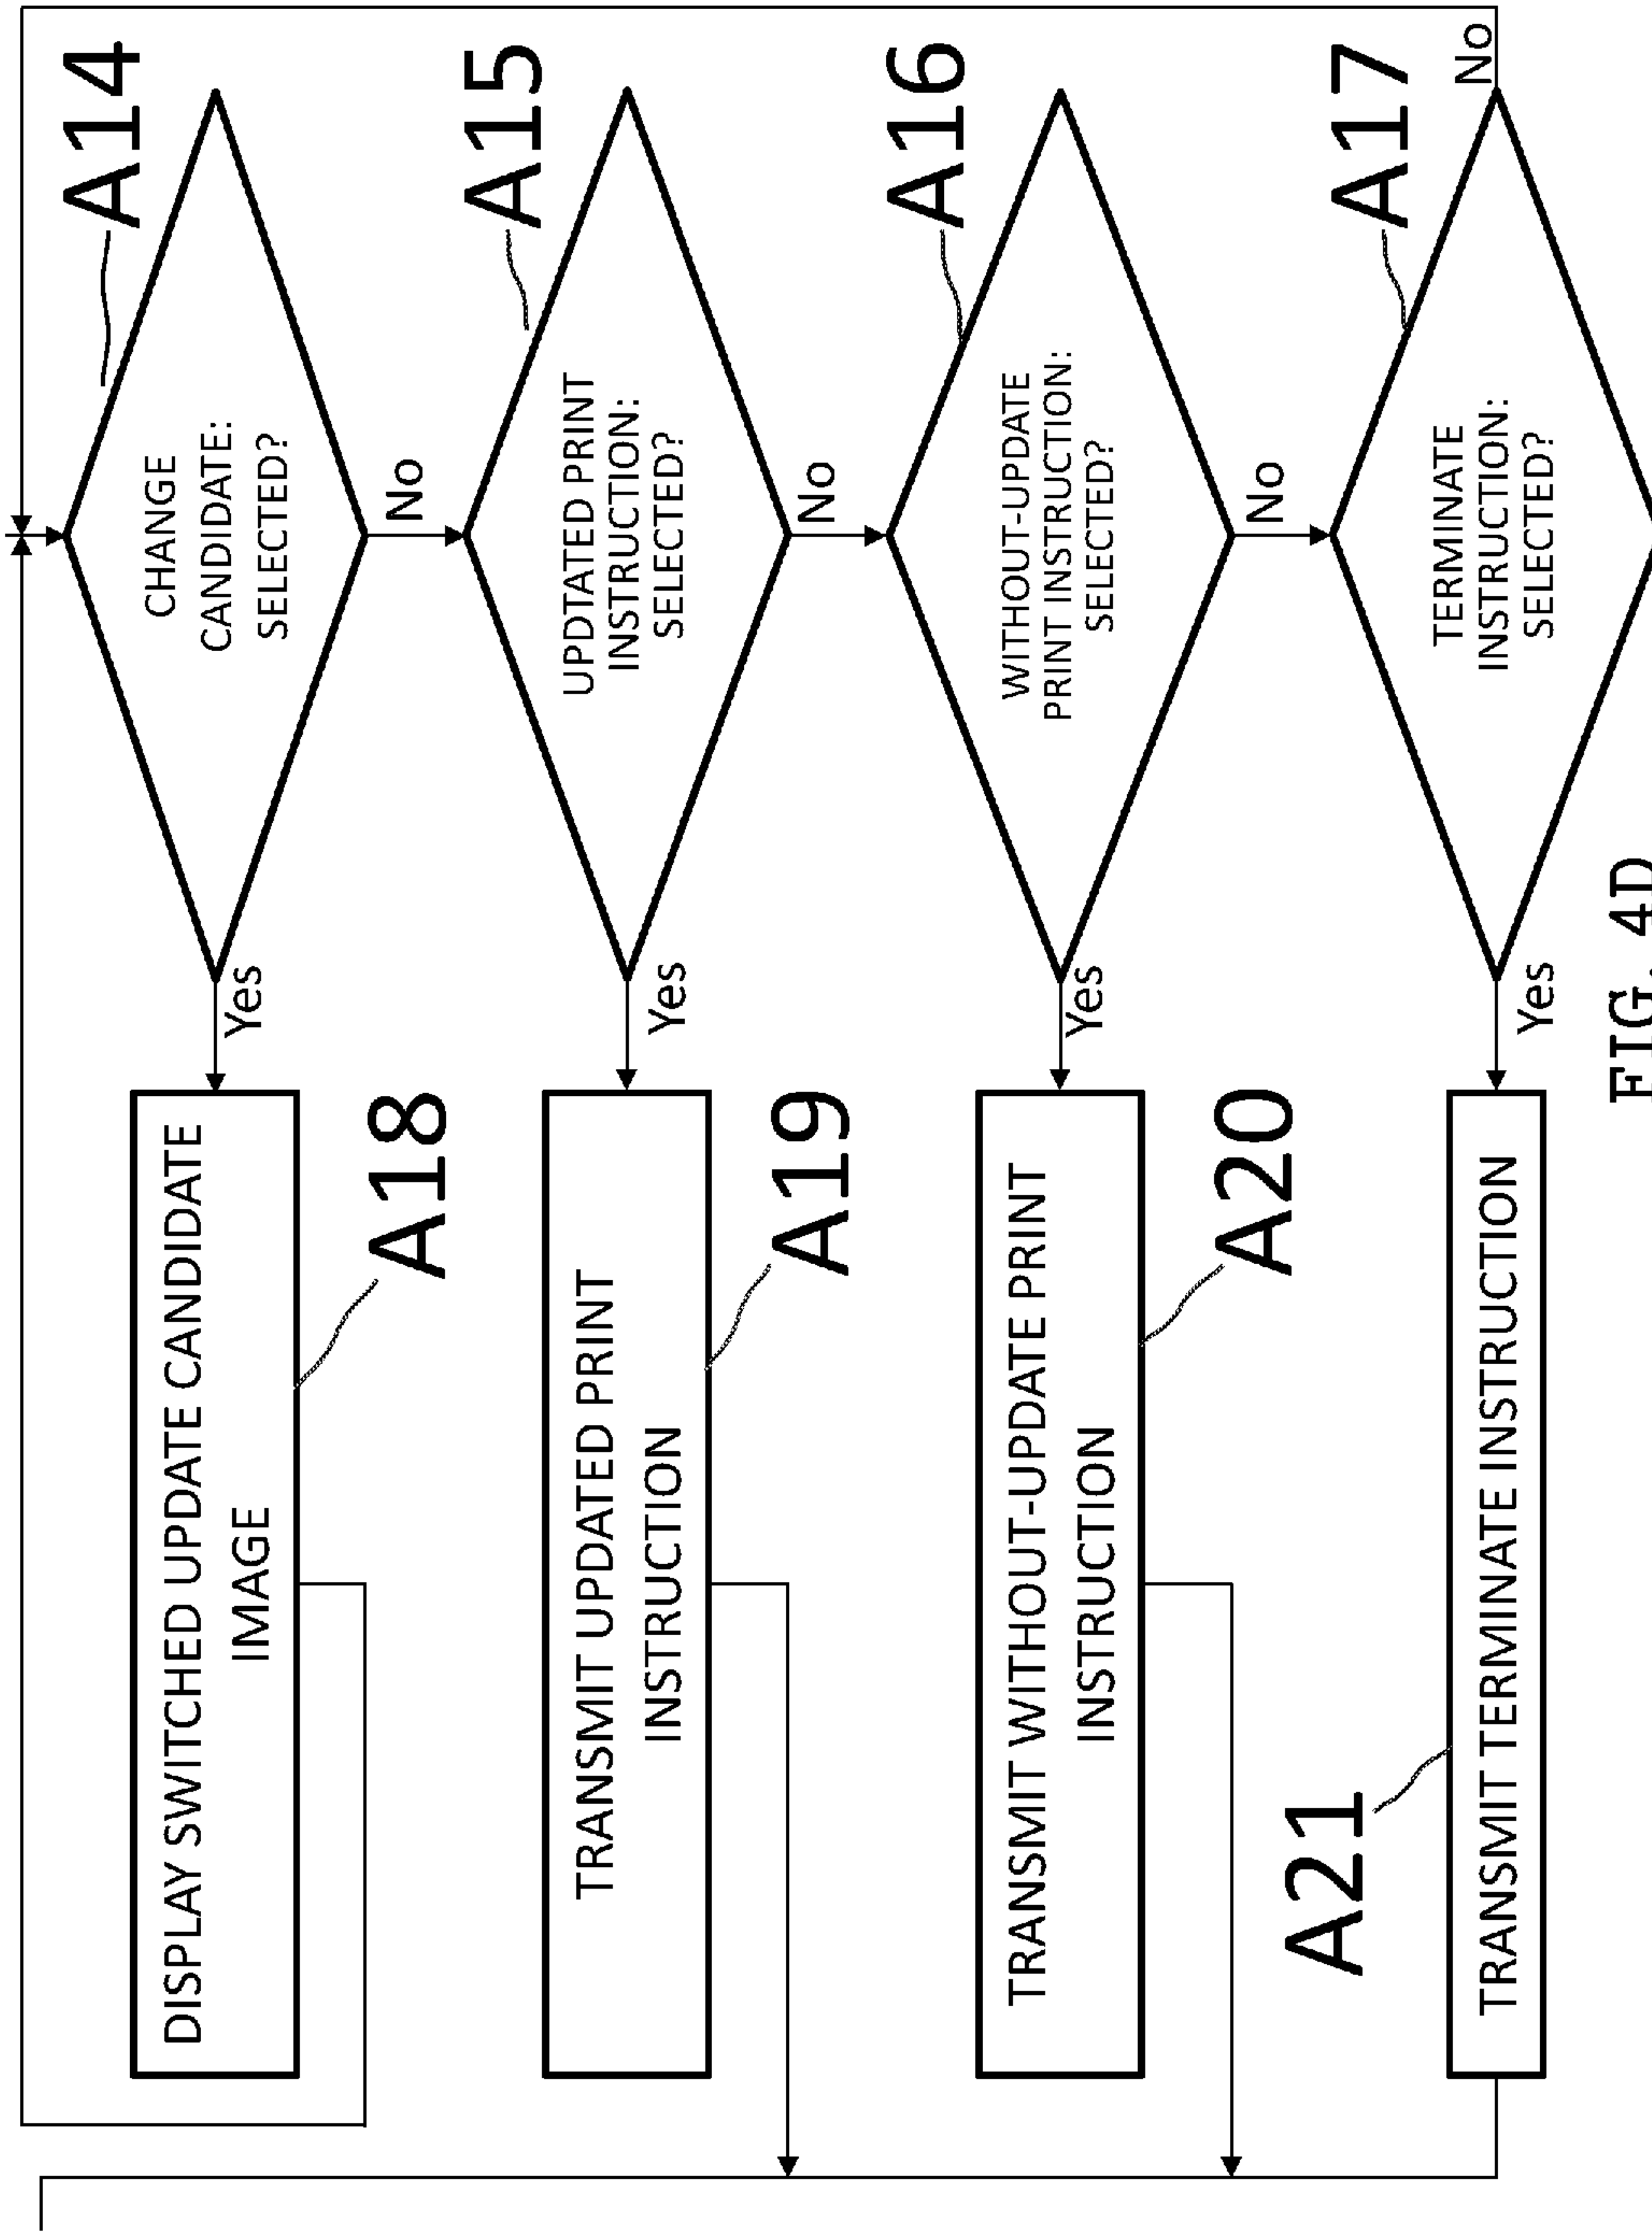 CHANGE
CANDIDATE:
SELECTED?
A14
Yes
No
DISPLAY SWITCHED UPDATE CANDIDATE
IMAGE
A18
UPDTATED PRINT
INSTRUCTION:
SELECTED?
A15
Yes
No
TRANSMIT UPDATED PRINT
INSTRUCTION
A19
WITHOUT-UPDATE
PRINT INSTRUCTION:
SELECTED?
A16
Yes
No
TRANSMIT WITHOUT-UPDATE PRINT
INSTRUCTION
A20
TERMINATE
INSTRUCTION:
SELECTED?
A17
No
Yes
TRANSMIT TERMINATE INSTRUCTION
A21
FIG. 4D